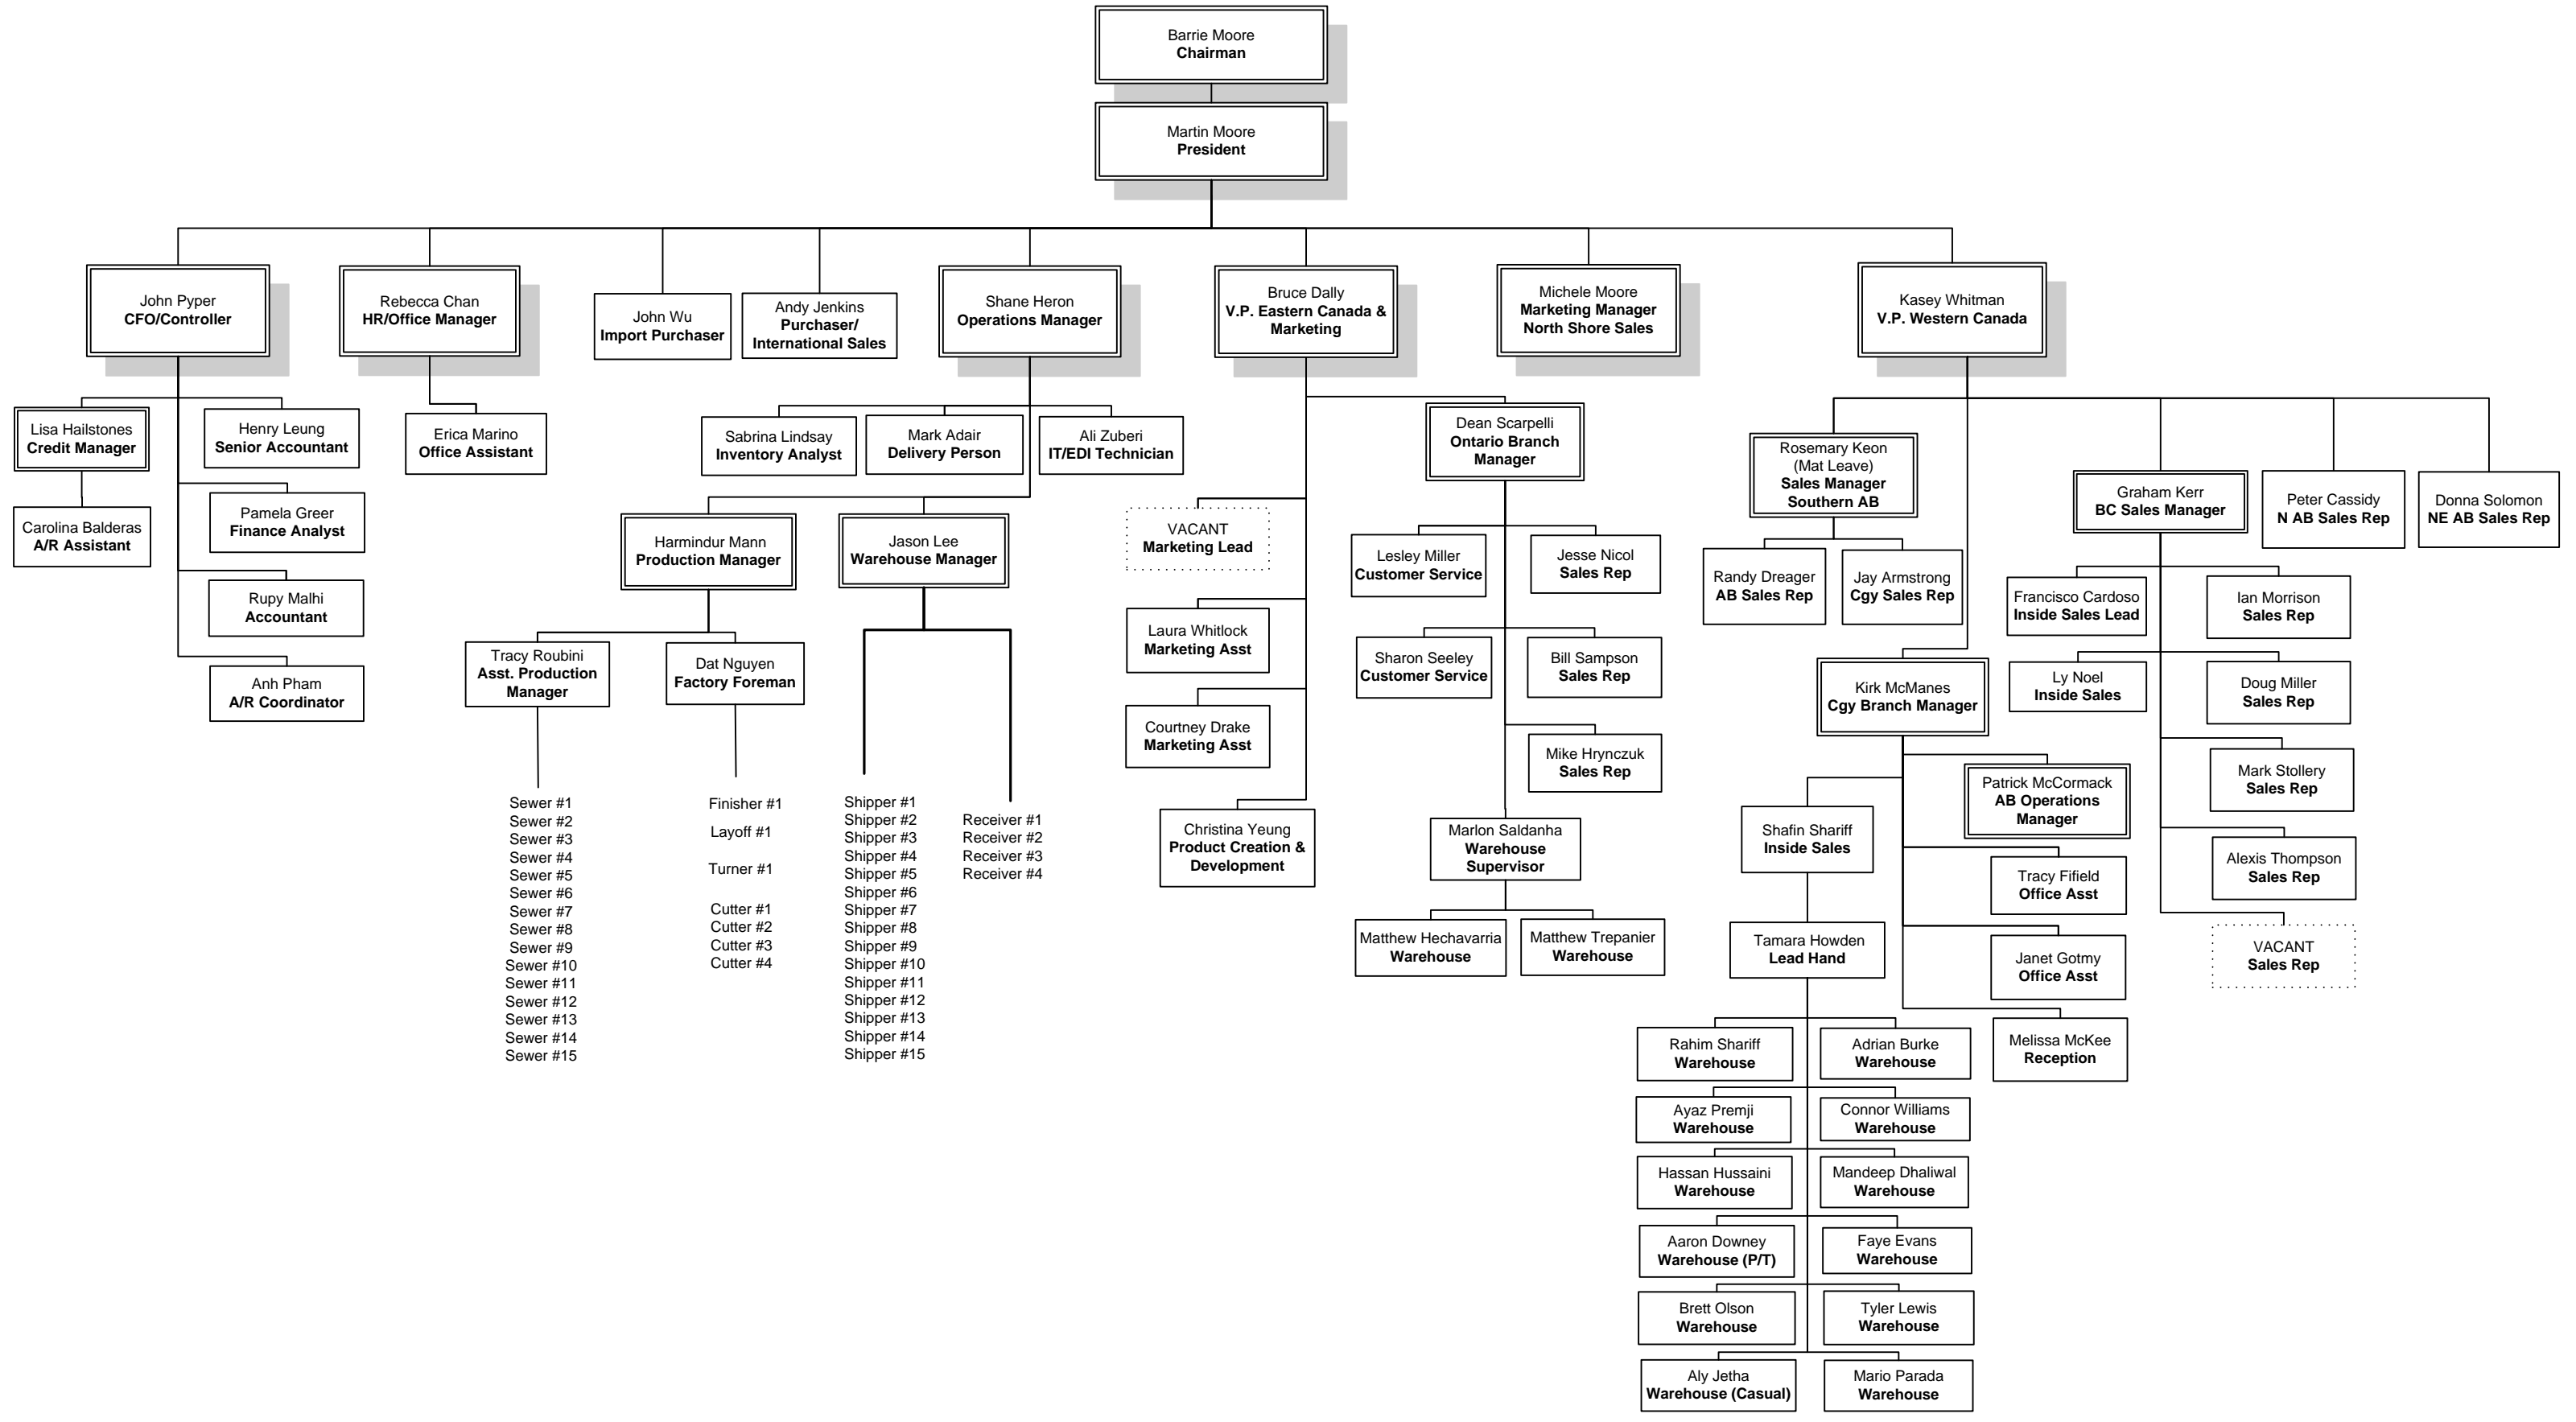 Barrie Moore
Chairman
Martin Moore
President
John Pyper
CFO/Controller
Rebecca Chan
HR/Office Manager
John Wu
Import Purchaser
Andy Jenkins
Purchaser/
International Sales
Shane Heron
Operations Manager
Bruce Dally
V.P. Eastern Canada &
Marketing
Michele Moore
Marketing Manager
North Shore Sales
Kasey Whitman
V.P. Western Canada
Lisa Hailstones
Credit Manager
Henry Leung
Senior Accountant
Carolina Balderas
A/R Assistant
Pamela Greer
Finance Analyst
Rupy Malhi
Accountant
Anh Pham
A/R Coordinator
Erica Marino
Office Assistant
Sabrina Lindsay
Inventory Analyst
Mark Adair
Delivery Person
Ali Zuberi
IT/EDI Technician
Harmindur Mann
Production Manager
Jason Lee
Warehouse Manager
Tracy Roubini
Asst. Production
Manager
Dat Nguyen
Factory Foreman
Sewer #1
Sewer #2
Sewer #3
Sewer #4
Sewer #5
Sewer #6
Sewer #7
Sewer #8
Sewer #9
Sewer #10
Sewer #11
Sewer #12
Sewer #13
Sewer #14
Sewer #15
Finisher #1
Layoff #1
Turner #1
Cutter #1
Cutter #2
Cutter #3
Cutter #4
Shipper #1
Shipper #2
Shipper #3
Shipper #4
Shipper #5
Shipper #6
Shipper #7
Shipper #8
Shipper #9
Shipper #10
Shipper #11
Shipper #12
Shipper #13
Shipper #14
Shipper #15
Receiver #1
Receiver #2
Receiver #3
Receiver #4
VACANT
Marketing Lead
Laura Whitlock
Marketing Asst
Courtney Drake
Marketing Asst
Christina Yeung
Product Creation &
Development
Dean Scarpelli
Ontario Branch
Manager
Lesley Miller
Customer Service
Jesse Nicol
Sales Rep
Sharon Seeley
Customer Service
Bill Sampson
Sales Rep
Mike Hrynczuk
Sales Rep
Marlon Saldanha
Warehouse
Supervisor
Matthew Hechavarria
Warehouse
Matthew Trepanier
Warehouse
Rosemary Keon
(Mat Leave)
Sales Manager
Southern AB
Randy Dreager
AB Sales Rep
Jay Armstrong
Cgy Sales Rep
Kirk McManes
Cgy Branch Manager
Patrick McCormack
AB Operations
Manager
Shafin Shariff
Inside Sales
Tracy Fifield
Office Asst
Tamara Howden
Lead Hand
Janet Gotmy
Office Asst
Melissa McKee
Reception
Rahim Shariff
Warehouse
Adrian Burke
Warehouse
Ayaz Premji
Warehouse
Connor Williams
Warehouse
Hassan Hussaini
Warehouse
Mandeep Dhaliwal
Warehouse
Aaron Downey
Warehouse (P/T)
Faye Evans
Warehouse
Brett Olson
Warehouse
Tyler Lewis
Warehouse
Aly Jetha
Warehouse (Casual)
Mario Parada
Warehouse
Graham Kerr
BC Sales Manager
Peter Cassidy
N AB Sales Rep
Donna Solomon
NE AB Sales Rep
Francisco Cardoso
Inside Sales Lead
Ian Morrison
Sales Rep
Ly Noel
Inside Sales
Doug Miller
Sales Rep
Mark Stollery
Sales Rep
Alexis Thompson
Sales Rep
VACANT
Sales Rep